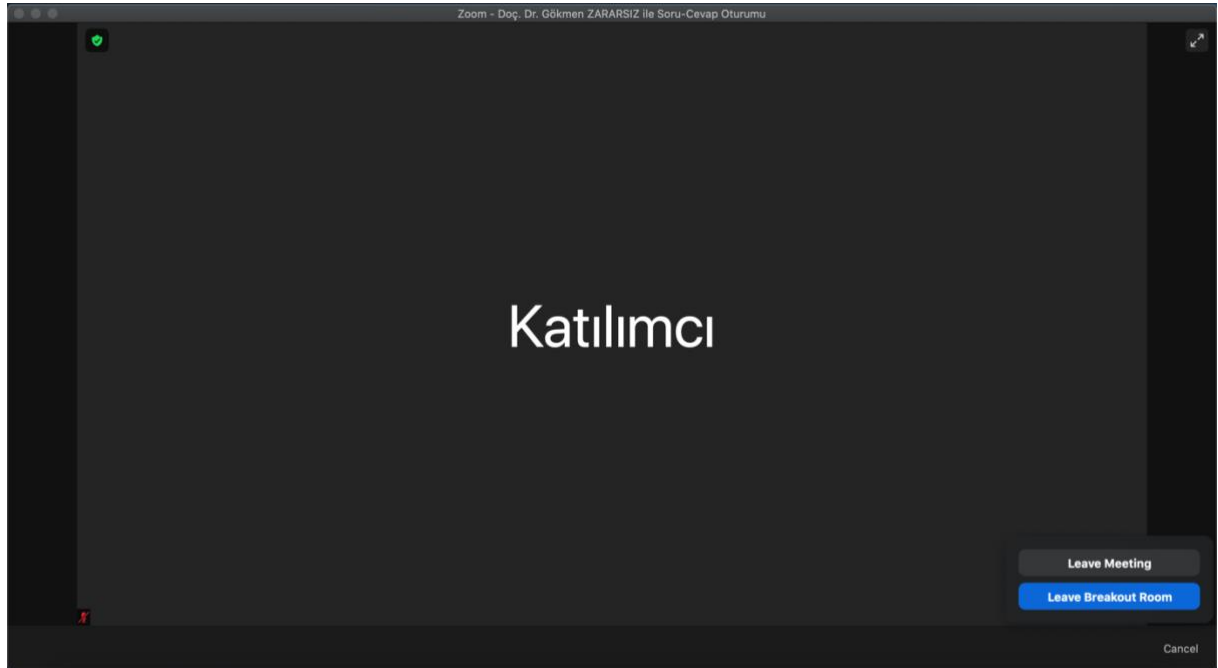 Zoom - Doç. Dr. Gökmen ZARARSIZ ile Soru-Cevap Oturumu
Katılımcı
Leave Meeting
Leave Breakout Room
Cancel